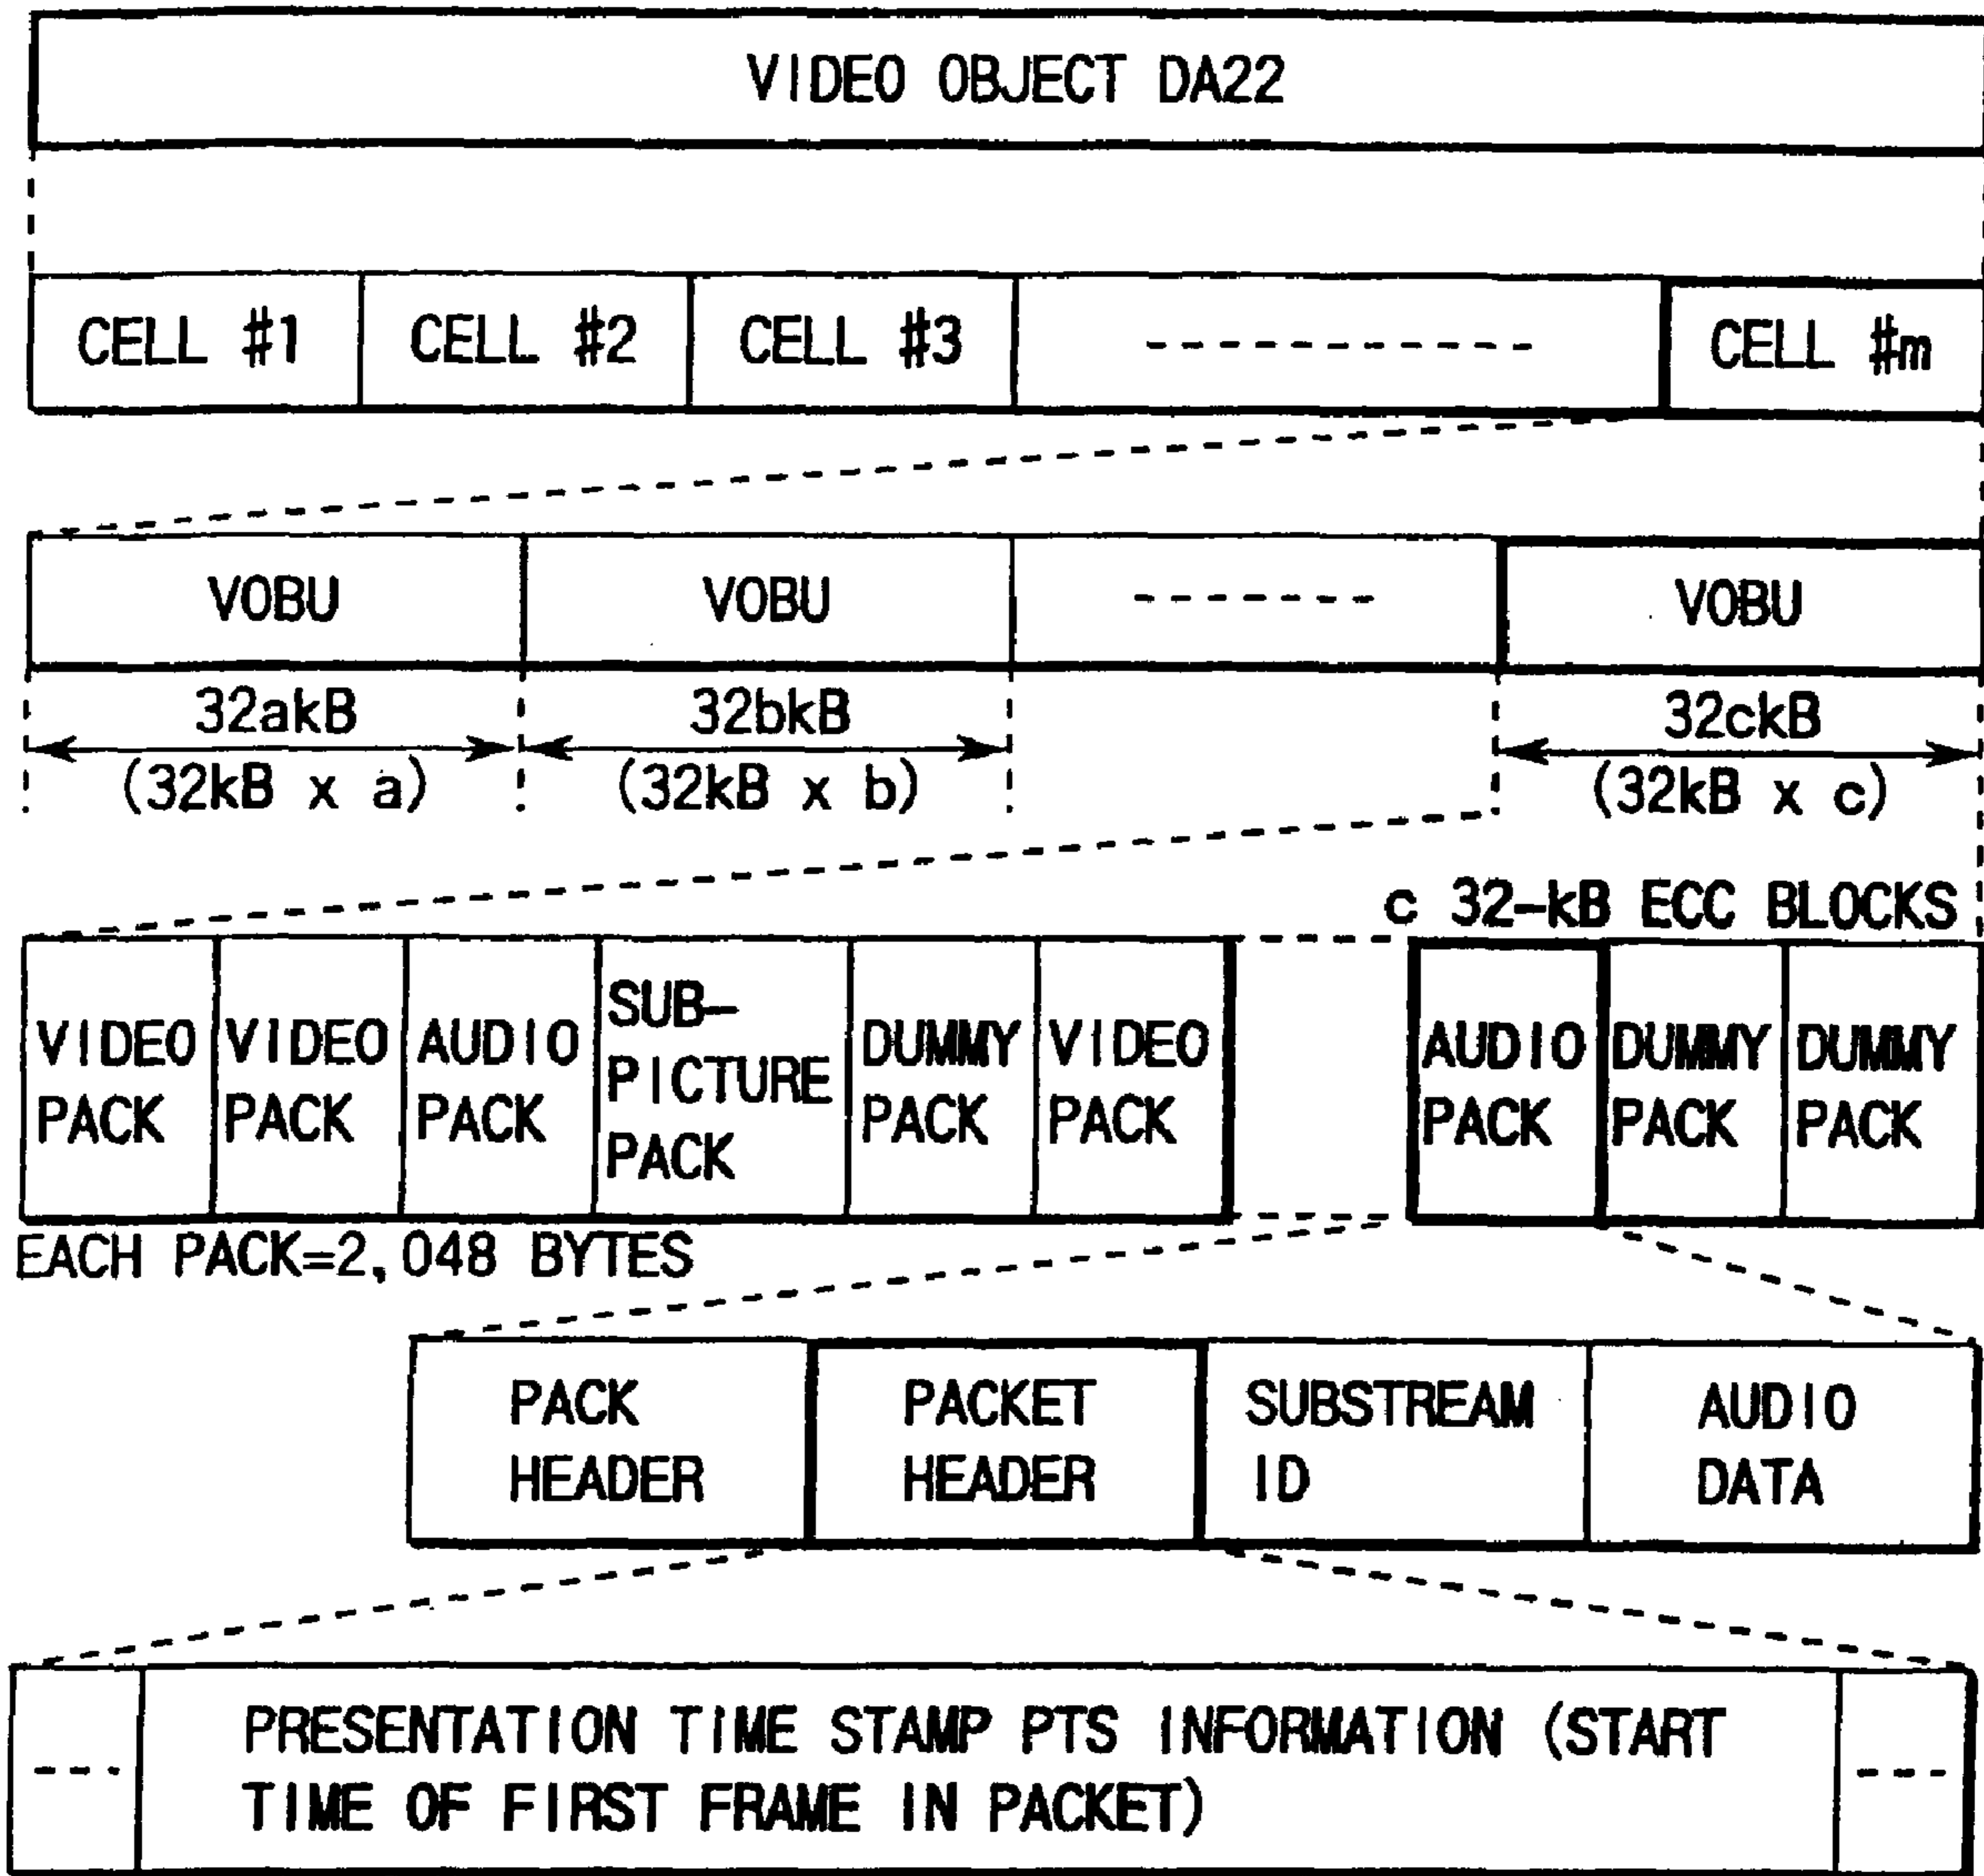 VIDEO OBJECT DA22
CELL #1 CELL #2 CELL #3 ------------ CELL #m
VOBU VOBU -------- VOBU
32akB 32bkB 32ckB
(32kB x a) (32kB x b) (32kB x c)
c 32-kB ECC BLOCKS
VIDEO PACK
VIDEO PACK
AUDIO PACK
SUB-
PICTURE
PACK
DUMMY PACK
VIDEO PACK
AUDIO PACK
DUMMY PACK
DUMMY PACK
EACH PACK=2,048 BYTES
PACK
HEADER
PACKET
HEADER
SUBSTREAM
ID
AUDIO
DATA
--- PRESENTATION TIME STAMP PTS INFORMATION (START ---
TIME OF FIRST FRAME IN PACKET)